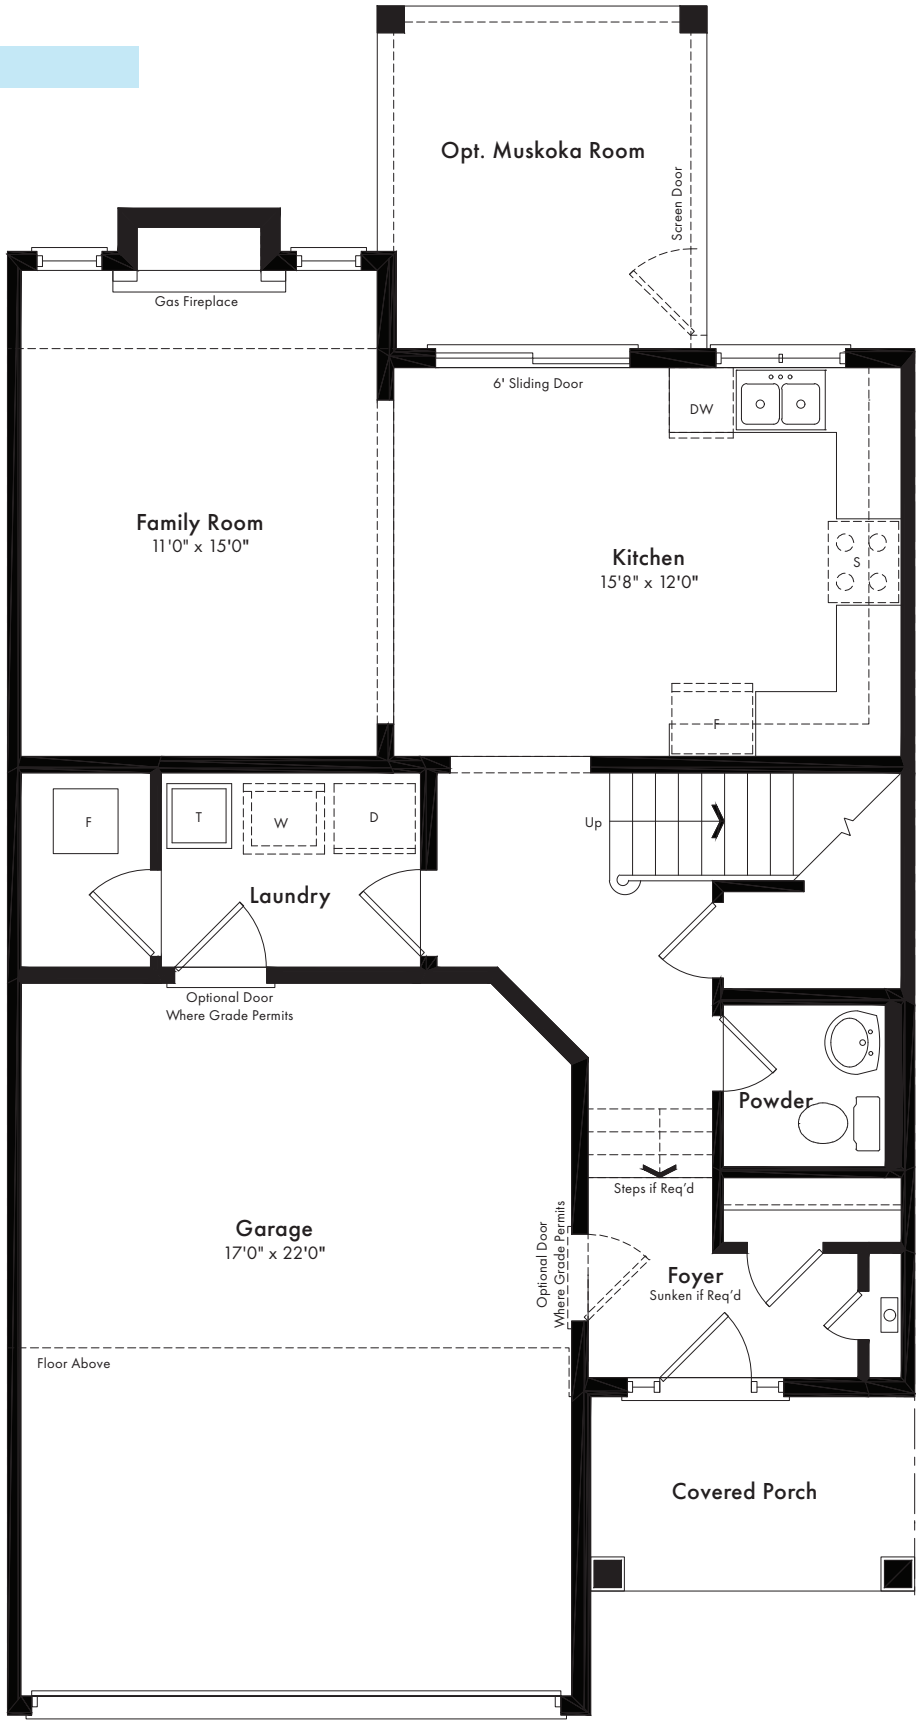 Opt. Muskoka Room
Screen Door
Gas Fireplace
6' Sliding Door
DW
Family Room
11'0" x 15'0"
Kitchen
15'8" x 12'0"
S
F
F
T
W
D
Up
Laundry
Optional Door
Where Grade Permits
Powder
Steps if Req'd
Garage
17'0" x 22'0"
Optional Door
Where Grade Permits
Foyer
Sunken if Req'd
Floor Above
Covered Porch